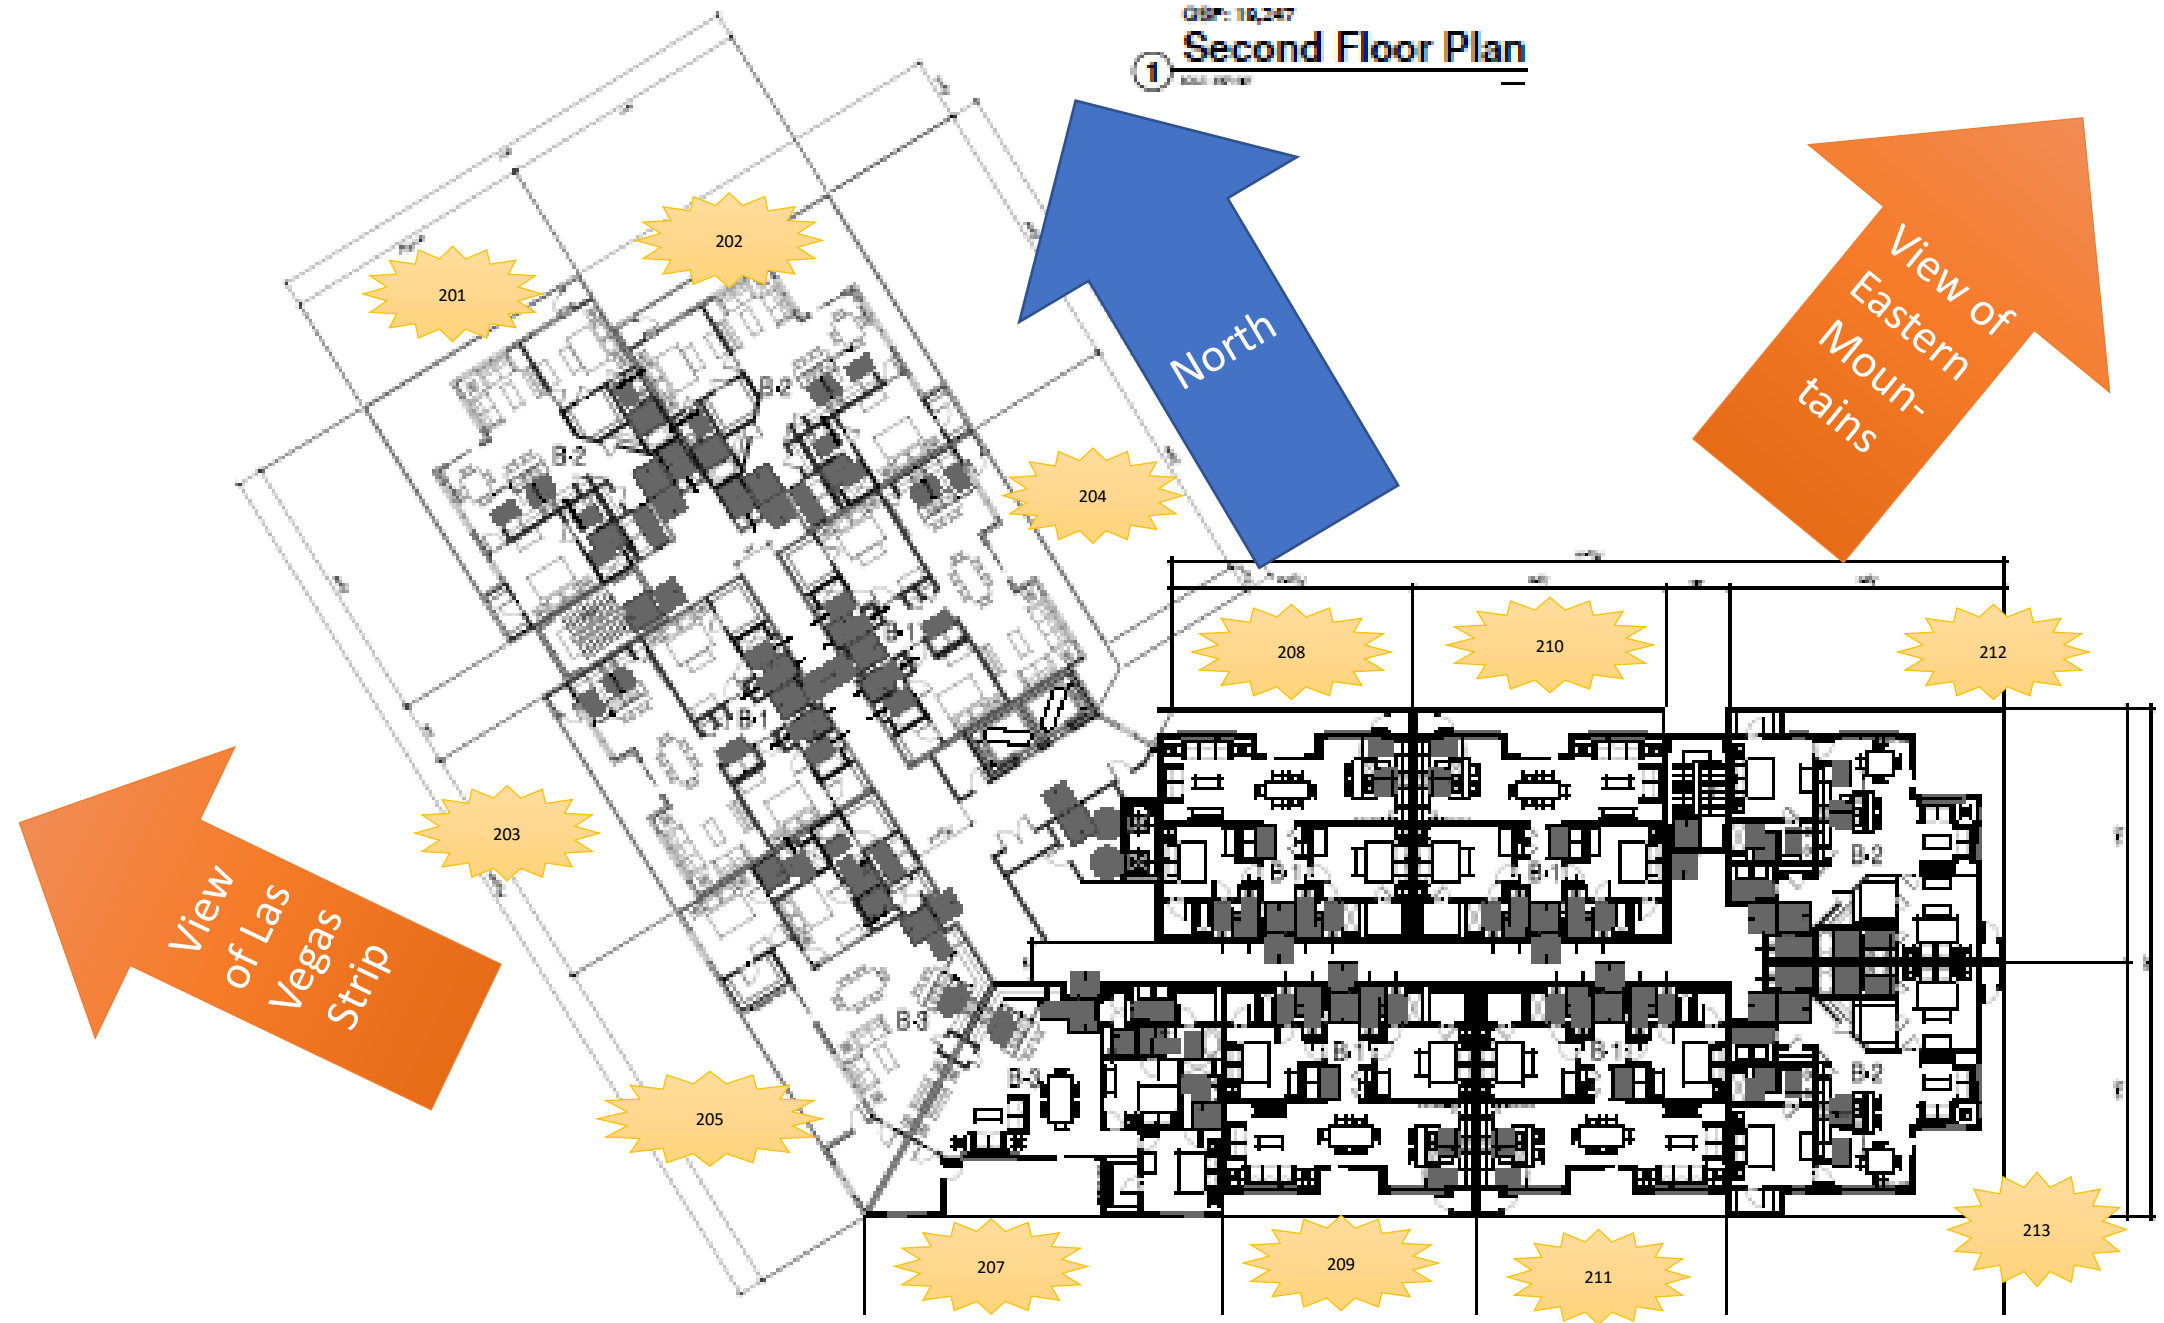 GSF: 19,247
Second Floor Plan
1
North
View of
Eastern
Moun-
tains
View
of Las
Vegas
Strip
201
202
204
203
205
208
210
212
207
209
211
213
B-2
B-2
B-1
B-1
B-3
B-3
B-1
B-1
B-2
B-1
B-1
B-2